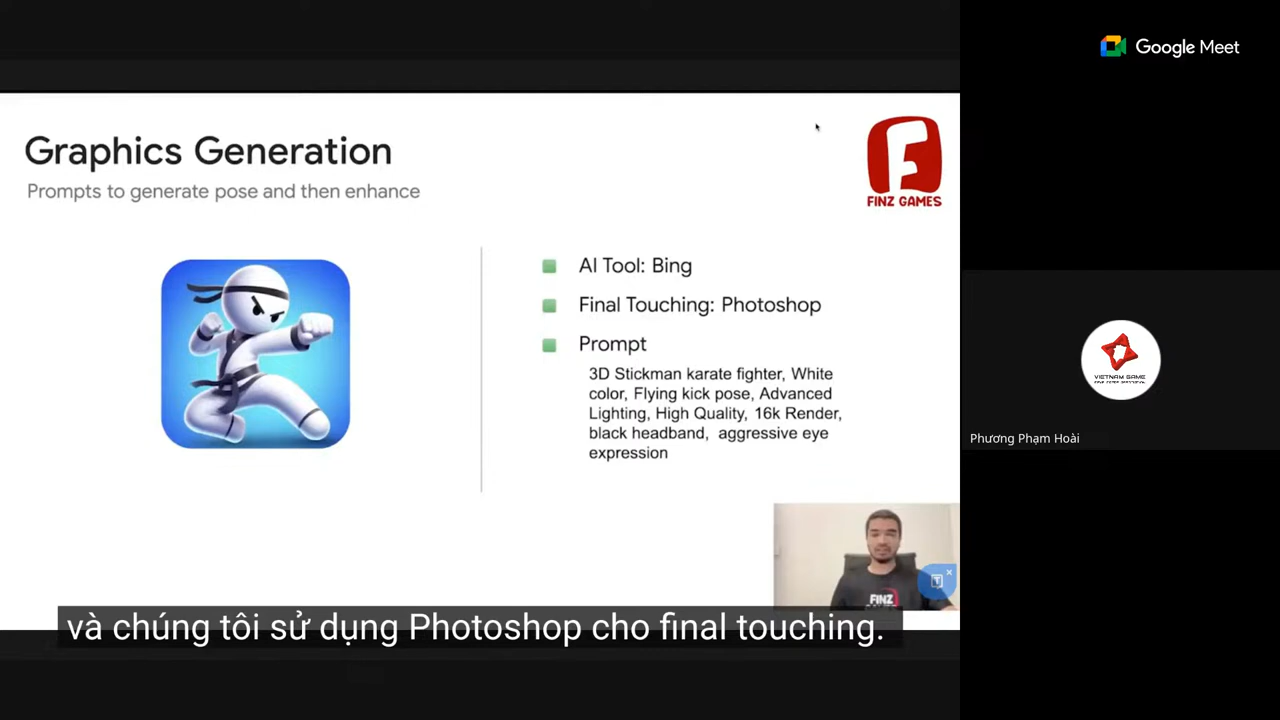 Google Meet
Graphics Generation
Prompts to generate pose and then enhance
FINZ GAMES
AI Tool: Bing
Final Touching: Photoshop
Prompt
3D Stickman karate fighter, White
color, Flying kick pose, Advanced
Lighting, High Quality, 16k Render,
black headband,  aggressive eye
expression
VIETNAM GAME
Phương Phạm Hoài
FINZ
và chúng tôi sử dụng Photoshop cho final touching.